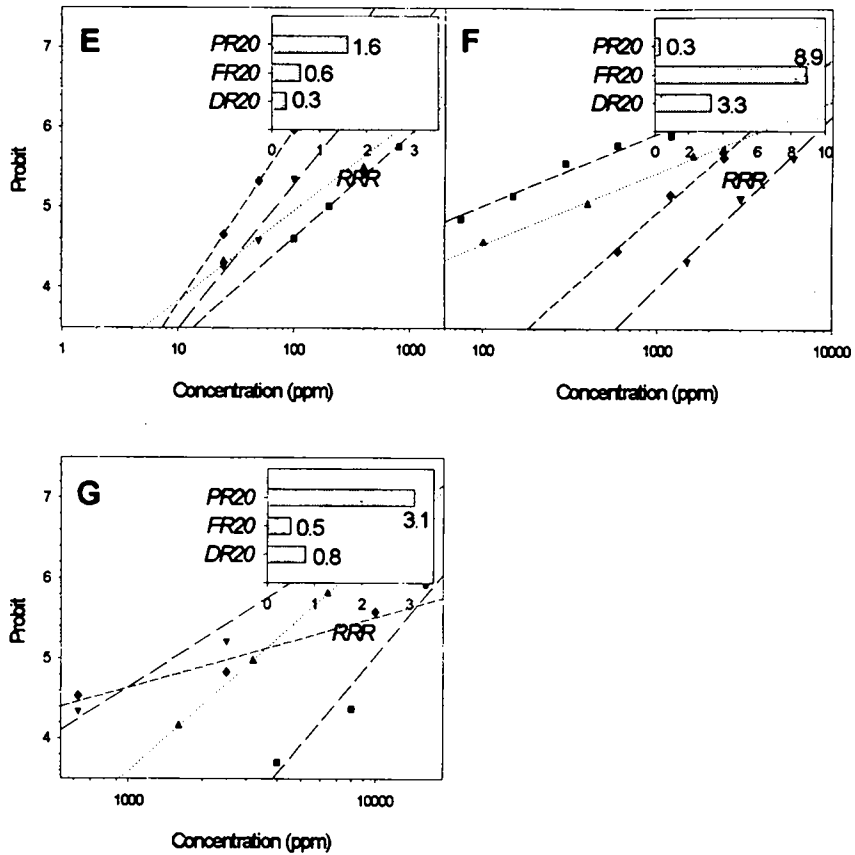 E
PR20
FR20
DR20
1.6
0.6
0.3
0 1 2 3
RRR
Probit
7
6
5
4
1 10 100 1000
Concentration (ppm)
F
PR20
FR20
DR20
0.3
8.9
3.3
0 2 4 6 8 10
RRR
100 1000 10000
Concentration (ppm)
G
PR20
FR20
DR20
3.1
0.5
0.8
0 1 2 3
RRR
Probit
7
6
5
4
1000 10000
Concentration (ppm)